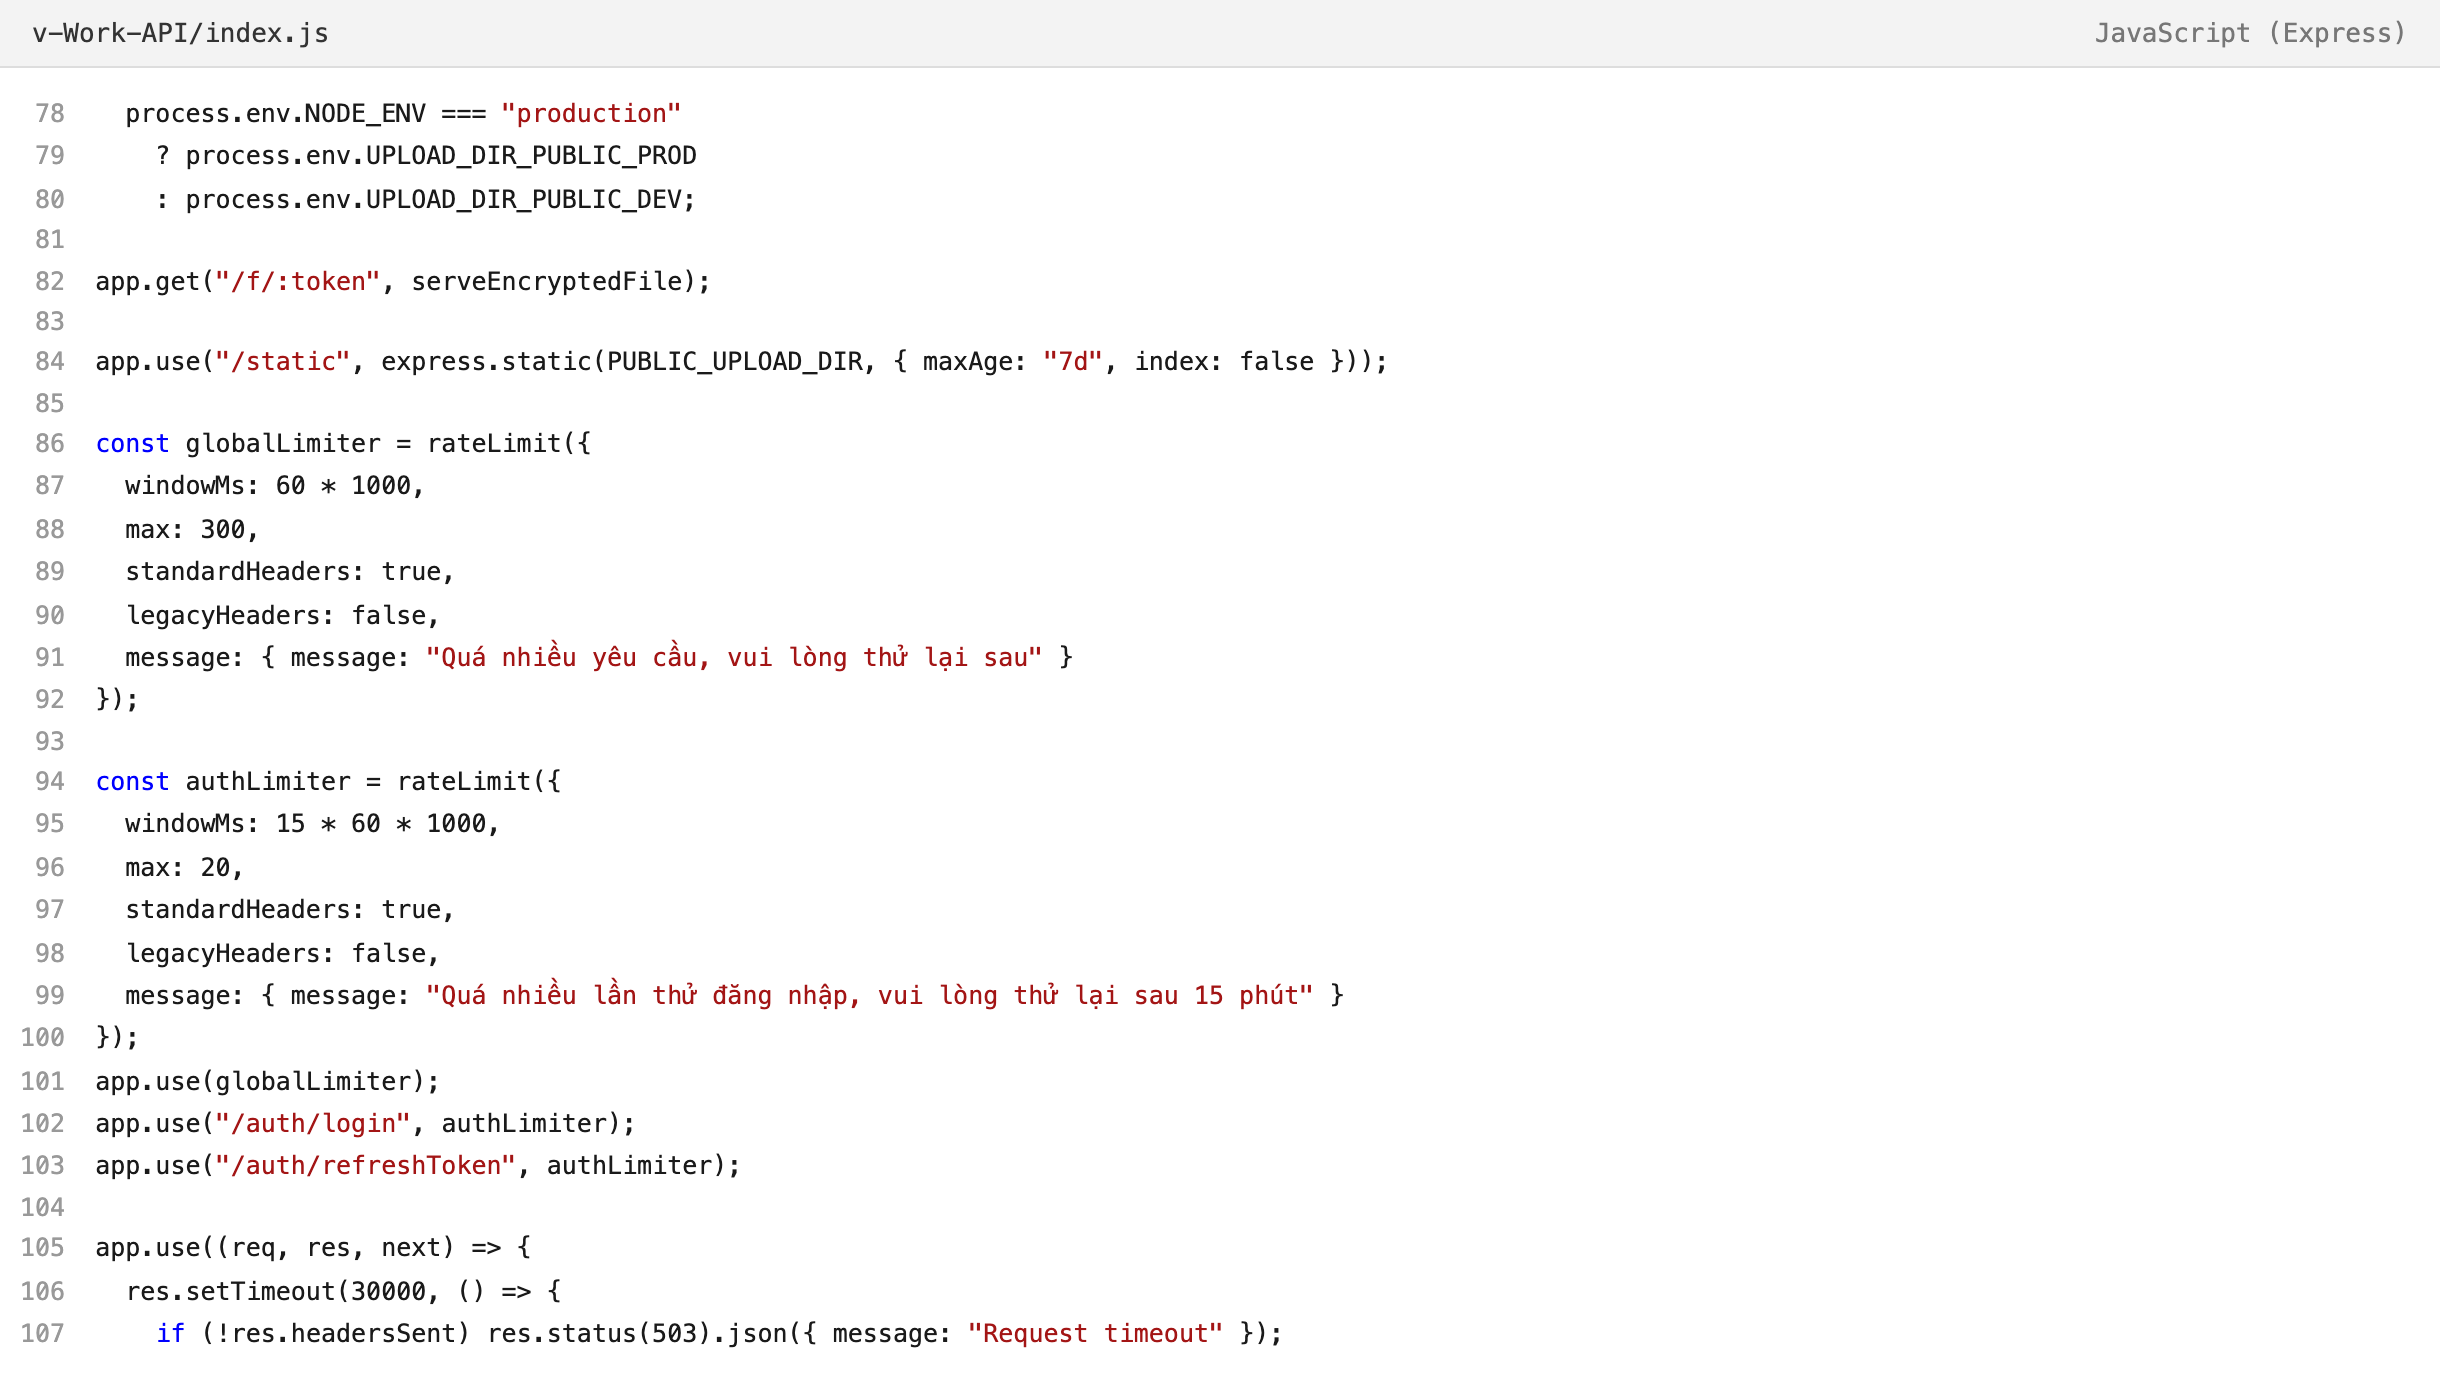 v-Work-API/index.js
JavaScript (Express)
78 process.env.NODE_ENV === "production"
79 ? process.env.UPLOAD_DIR_PUBLIC_PROD
80 : process.env.UPLOAD_DIR_PUBLIC_DEV;
81
82 app.get("/f/:token", serveEncryptedFile);
83
84 app.use("/static", express.static(PUBLIC_UPLOAD_DIR, { maxAge: "7d", index: false }));
85
86 const globalLimiter = rateLimit({
87 windowMs: 60 * 1000,
88 max: 300,
89 standardHeaders: true,
90 legacyHeaders: false,
91 message: { message: "Quá nhiều yêu cầu, vui lòng thử lại sau" }
92 });
93
94 const authLimiter = rateLimit({
95 windowMs: 15 * 60 * 1000,
96 max: 20,
97 standardHeaders: true,
98 legacyHeaders: false,
99 message: { message: "Quá nhiều lần thử đăng nhập, vui lòng thử lại sau 15 phút" }
100 });
101 app.use(globalLimiter);
102 app.use("/auth/login", authLimiter);
103 app.use("/auth/refreshToken", authLimiter);
104
105 app.use((req, res, next) => {
106 res.setTimeout(30000, () => {
107 if (!res.headersSent) res.status(503).json({ message: "Request timeout" });